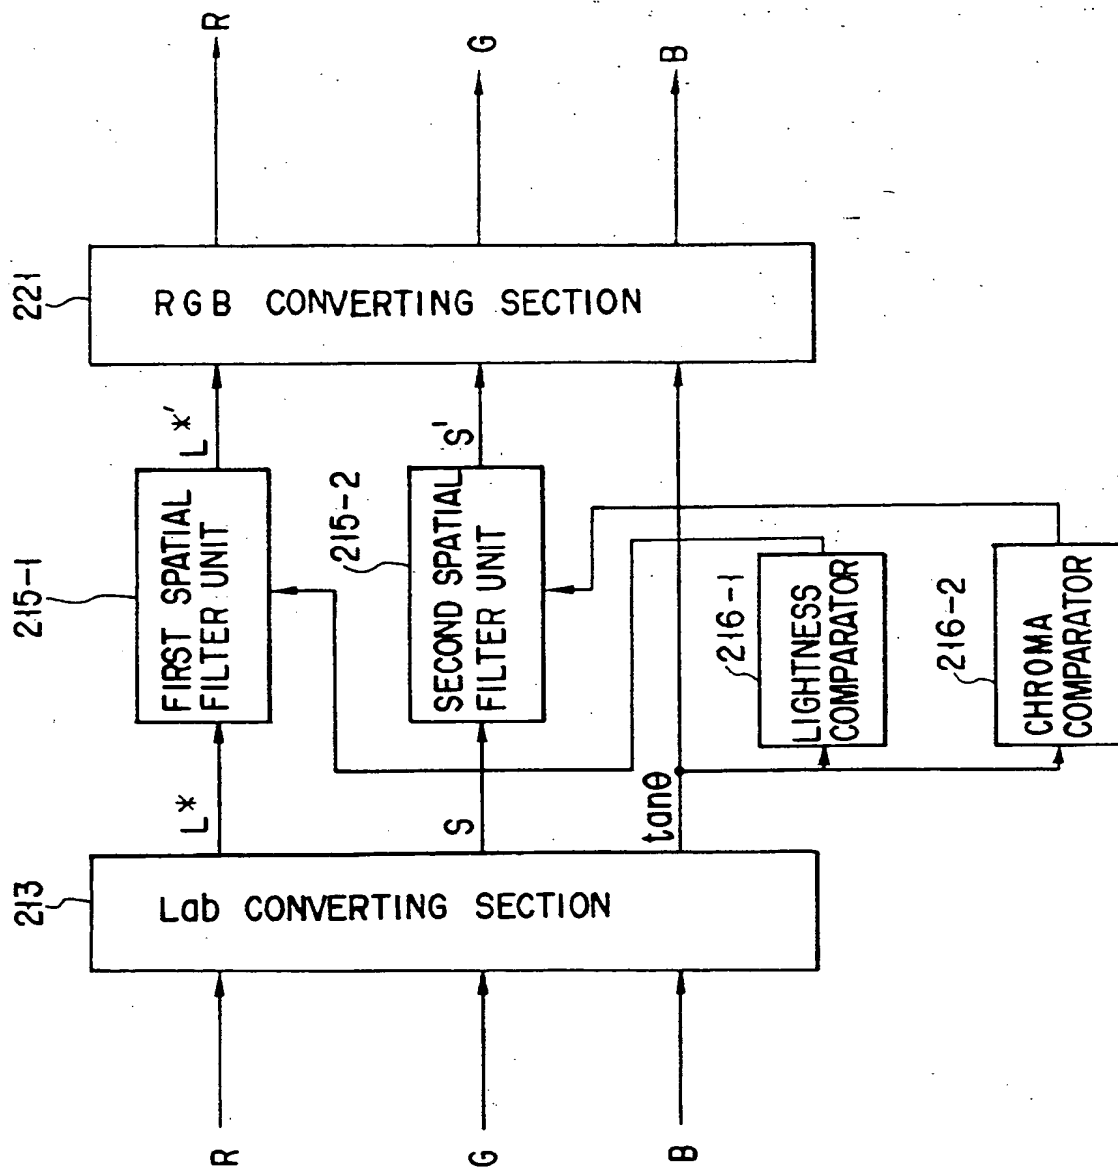 R
G
B
213
Lab CONVERTING SECTION
L*
S
tanθ
215-1
FIRST SPATIAL
FILTER UNIT
215-2
SECOND SPATIAL
FILTER UNIT
216-1
LIGHTNESS
COMPARATOR
216-2
CHROMA
COMPARATOR
L*'
S'
221
RGB CONVERTING SECTION
R
G
B